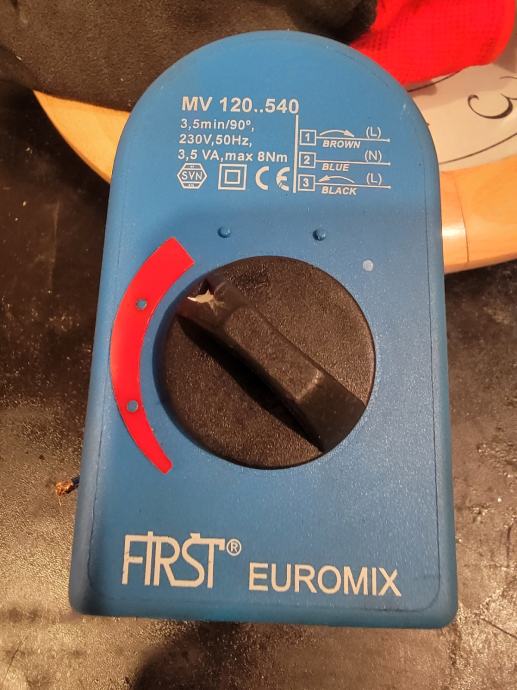 MV 120..540
3,5min/90º,
230V,50Hz,
3,5 VA,max 8Nm
SVN
CE
1 (L)
BROWN
2 (N)
BLUE
3 (L)
BLACK
FIRST® EUROMIX